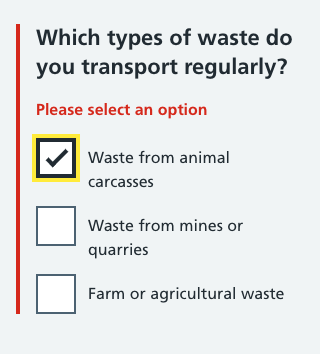 Which types of waste do
you transport regularly?
Please select an option
Waste from animal
carcasses
Waste from mines or
quarries
Farm or agricultural waste